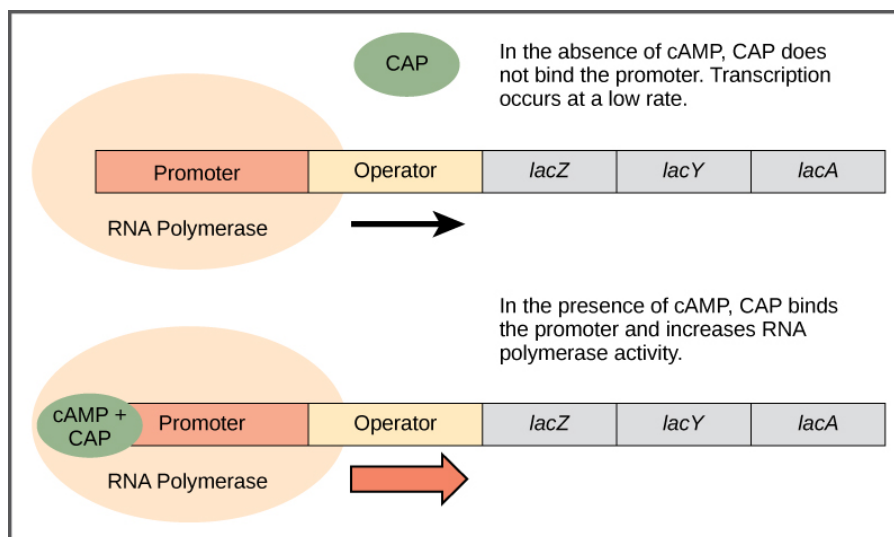 CAP
In the absence of cAMP, CAP does
not bind the promoter. Transcription
occurs at a low rate.
Promoter Operator lacZ lacY lacA
RNA Polymerase
In the presence of cAMP, CAP binds
the promoter and increases RNA
polymerase activity.
cAMP +
CAP
Promoter Operator lacZ lacY lacA
RNA Polymerase